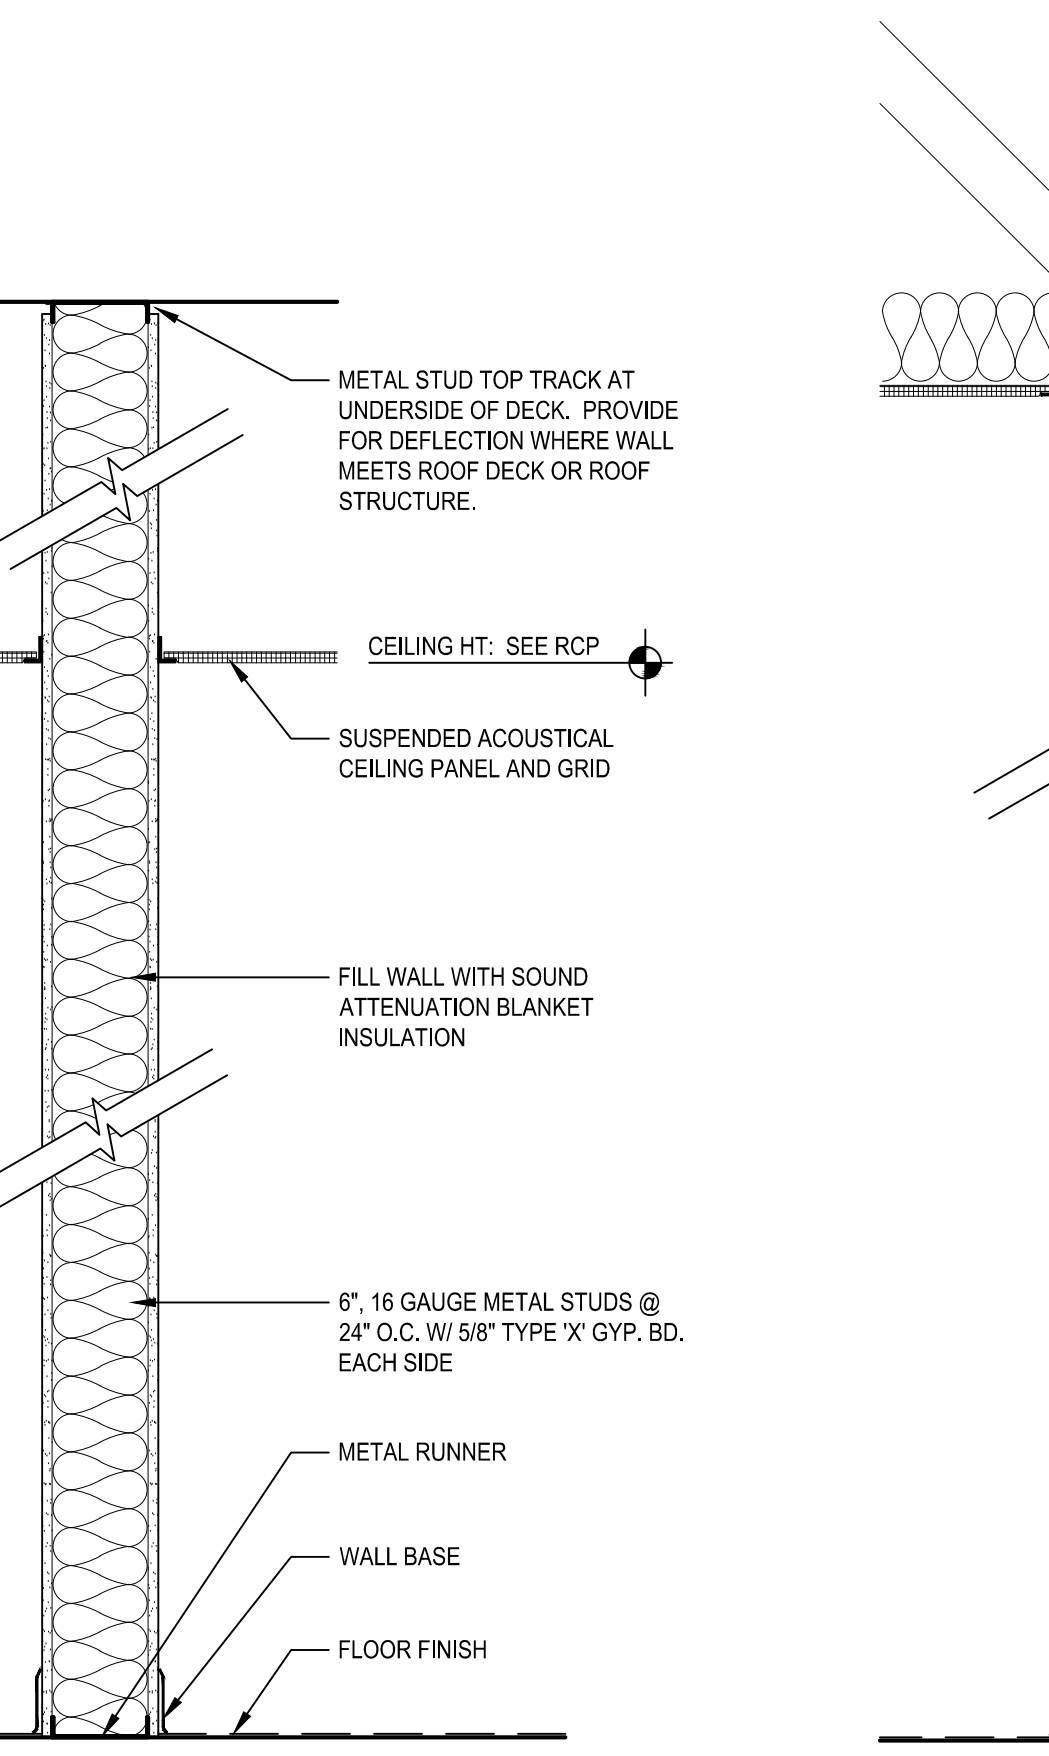 METAL STUD TOP TRACK AT
UNDERSIDE OF DECK.  PROVIDE
FOR DEFLECTION WHERE WALL
MEETS ROOF DECK OR ROOF
STRUCTURE.
CEILING HT:  SEE RCP
SUSPENDED ACOUSTICAL
CEILING PANEL AND GRID
FILL WALL WITH SOUND
ATTENUATION BLANKET
INSULATION
6", 16 GAUGE METAL STUDS @
24" O.C. W/ 5/8" TYPE 'X' GYP. BD.
EACH SIDE
METAL RUNNER
WALL BASE
FLOOR FINISH